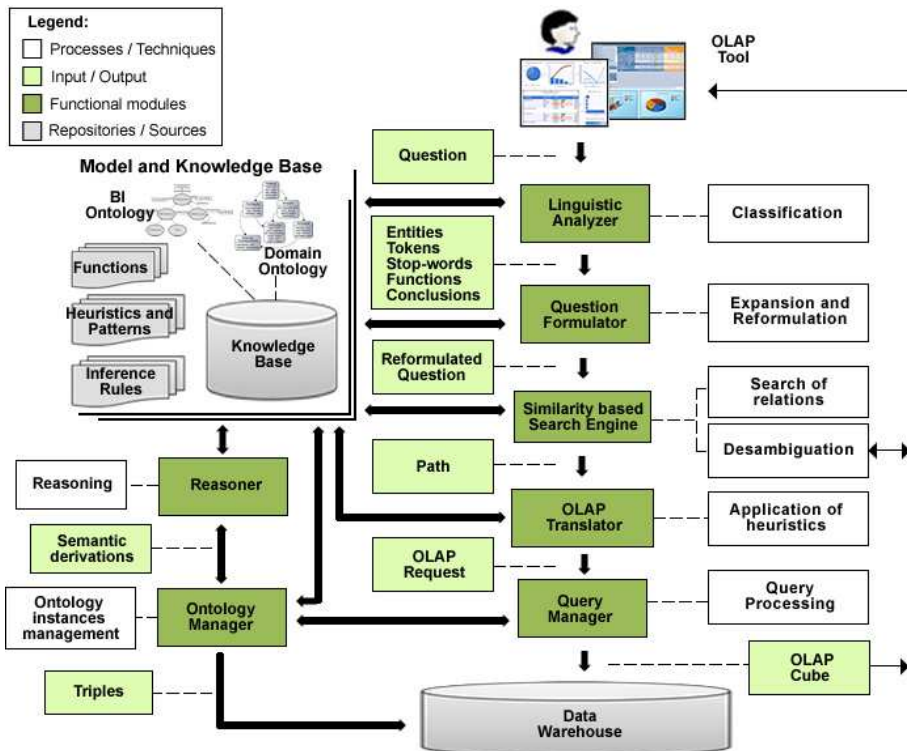 Legend:
Processes / Techniques
Input / Output
Functional modules
Repositories / Sources
OLAP
Tool
Question
Model and Knowledge Base
BI
Ontology
Domain
Ontology
Functions
Heuristics and
Patterns
Inference
Rules
Knowledge
Base
Linguistic
Analyzer
Classification
Entities
Tokens
Stop-words
Functions
Conclusions
Question
Formulator
Expansion and
Reformulation
Reformulated
Question
Similarity based
Search Engine
Search of
relations
Desambiguation
Path
Reasoning
Reasoner
OLAP
Translator
Application of
heuristics
Semantic
derivations
OLAP
Request
Ontology
instances
management
Ontology
Manager
Query
Manager
Query
Processing
OLAP
Cube
Triples
Data
Warehouse